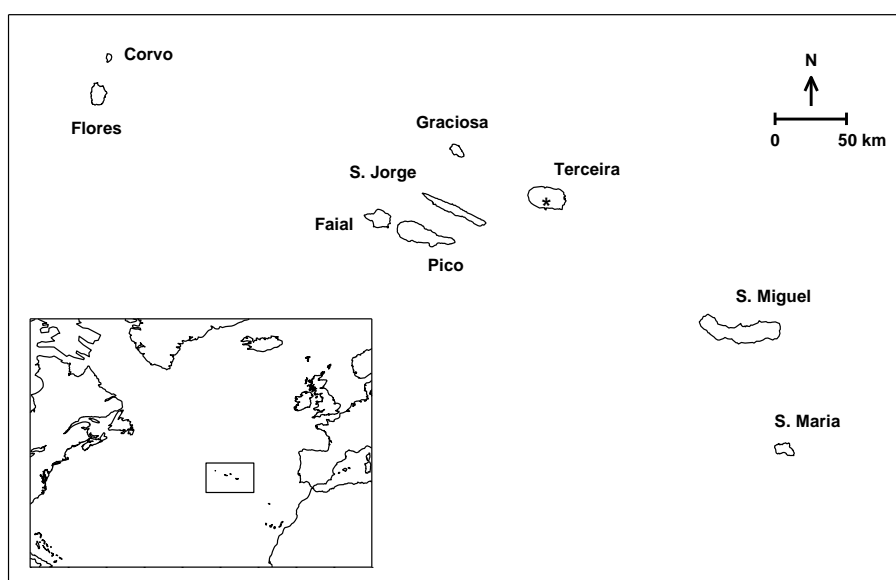 Corvo
Flores
N
0 50 km
Graciosa
Terceira
S. Jorge
Faial
*
Pico
S. Miguel
S. Maria